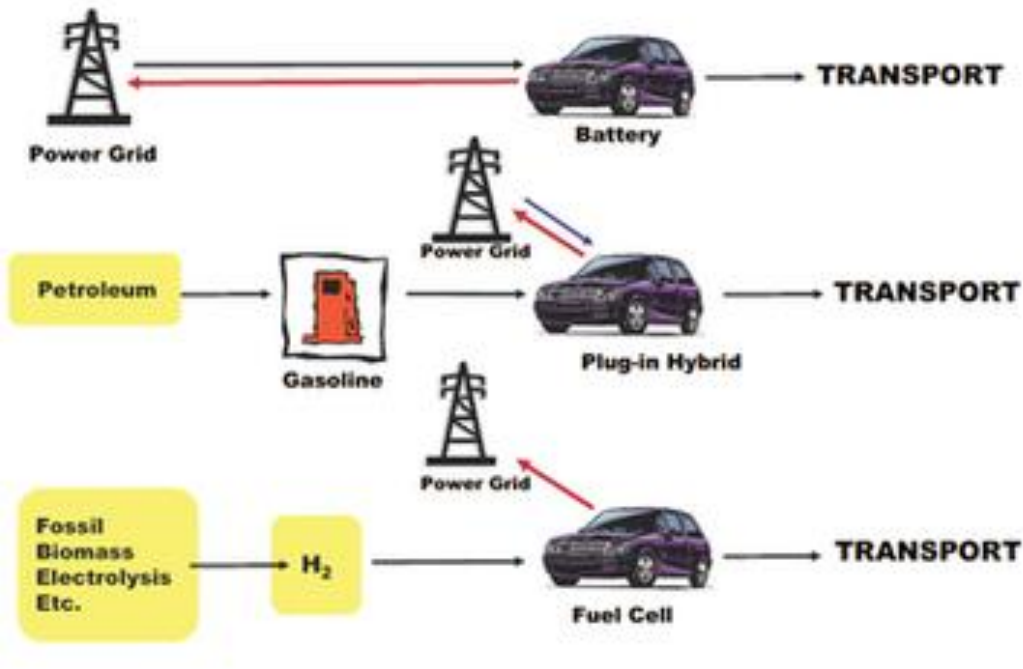 TRANSPORT
Battery
Power Grid
Power Grid
Petroleum
TRANSPORT
Gasoline
Plug-in Hybrid
Power Grid
Fossil
Biomass
Electrolysis
Etc.
H₂
TRANSPORT
Fuel Cell